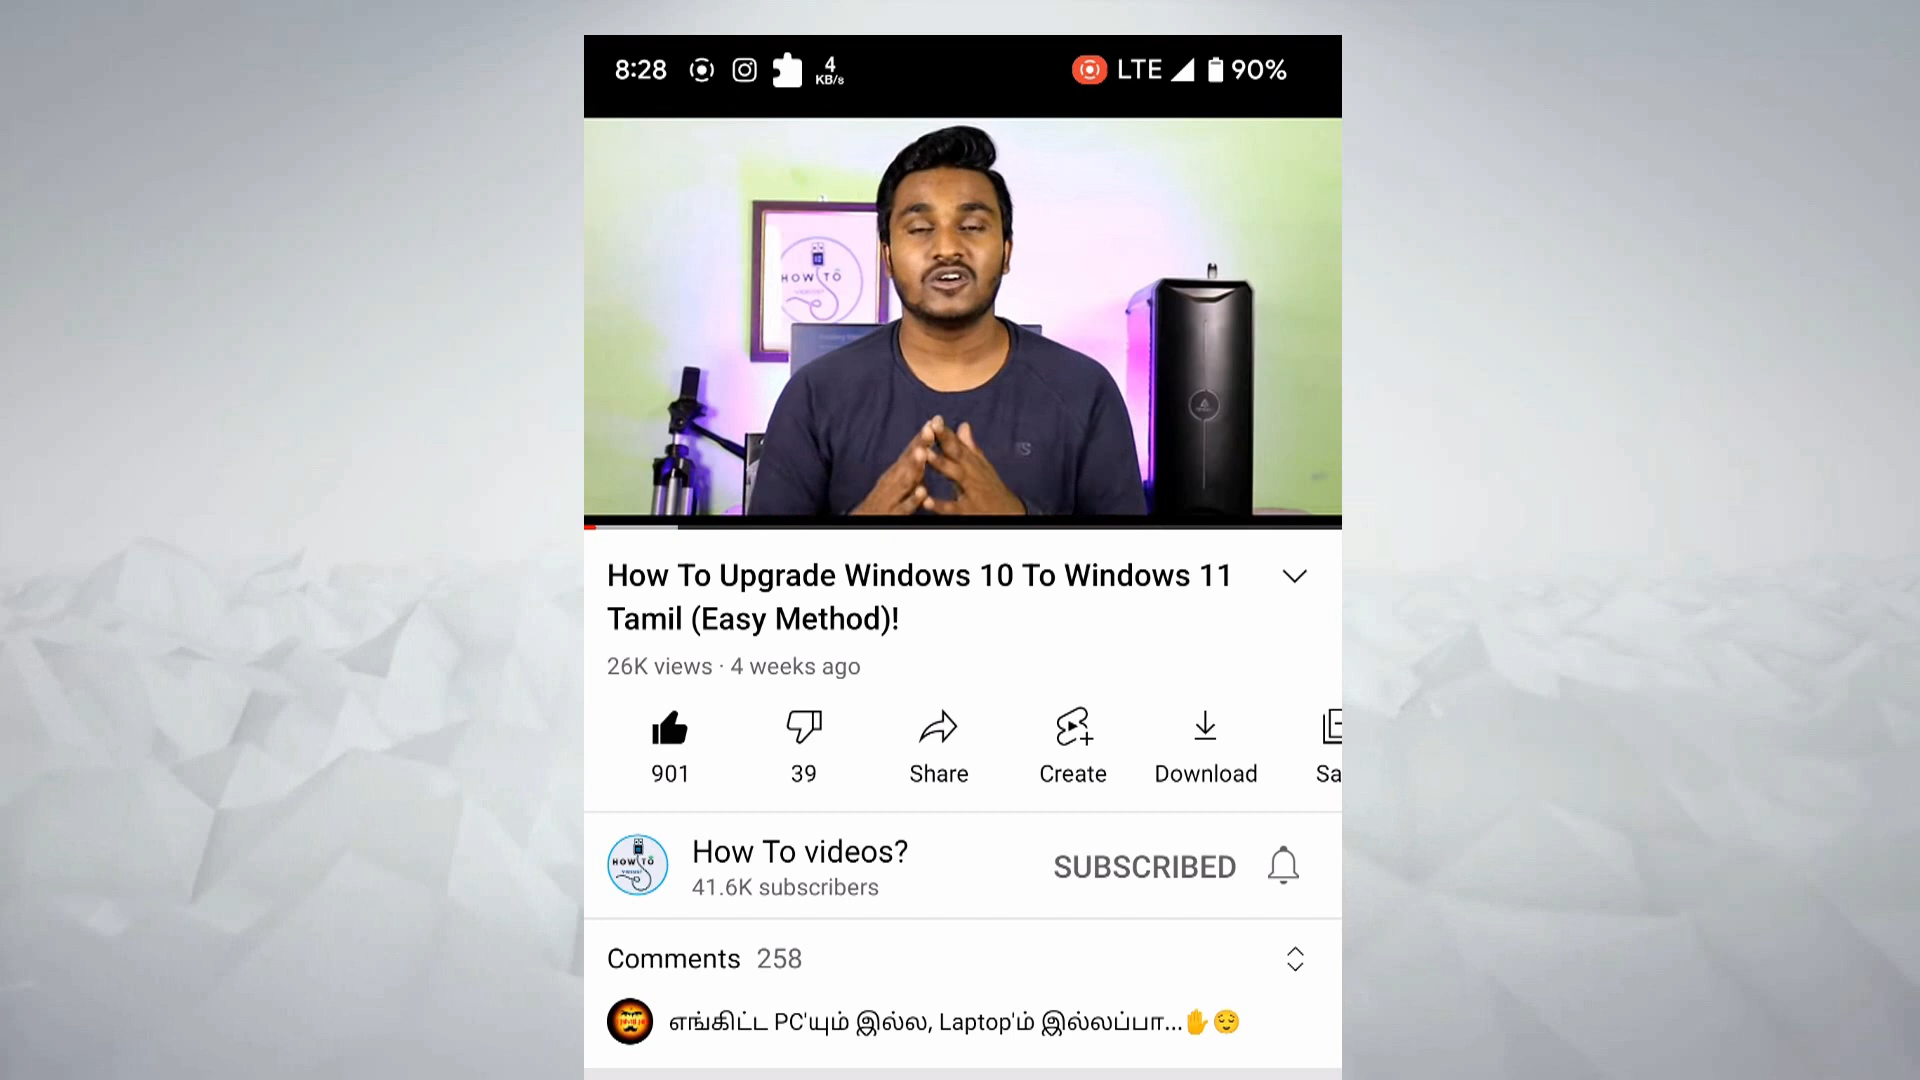 8:28 4 LTE 90%
KB/s
HOW TO
How To Upgrade Windows 10 To Windows 11
Tamil (Easy Method)!
26K views · 4 weeks ago
901 39 Share Create Download Sa
HOW TO
How To videos?
41.6K subscribers
SUBSCRIBED
Comments 258
எங்கிட்ட PC'யும் இல்ல, Laptop'ம் இல்லப்பா...✋😌